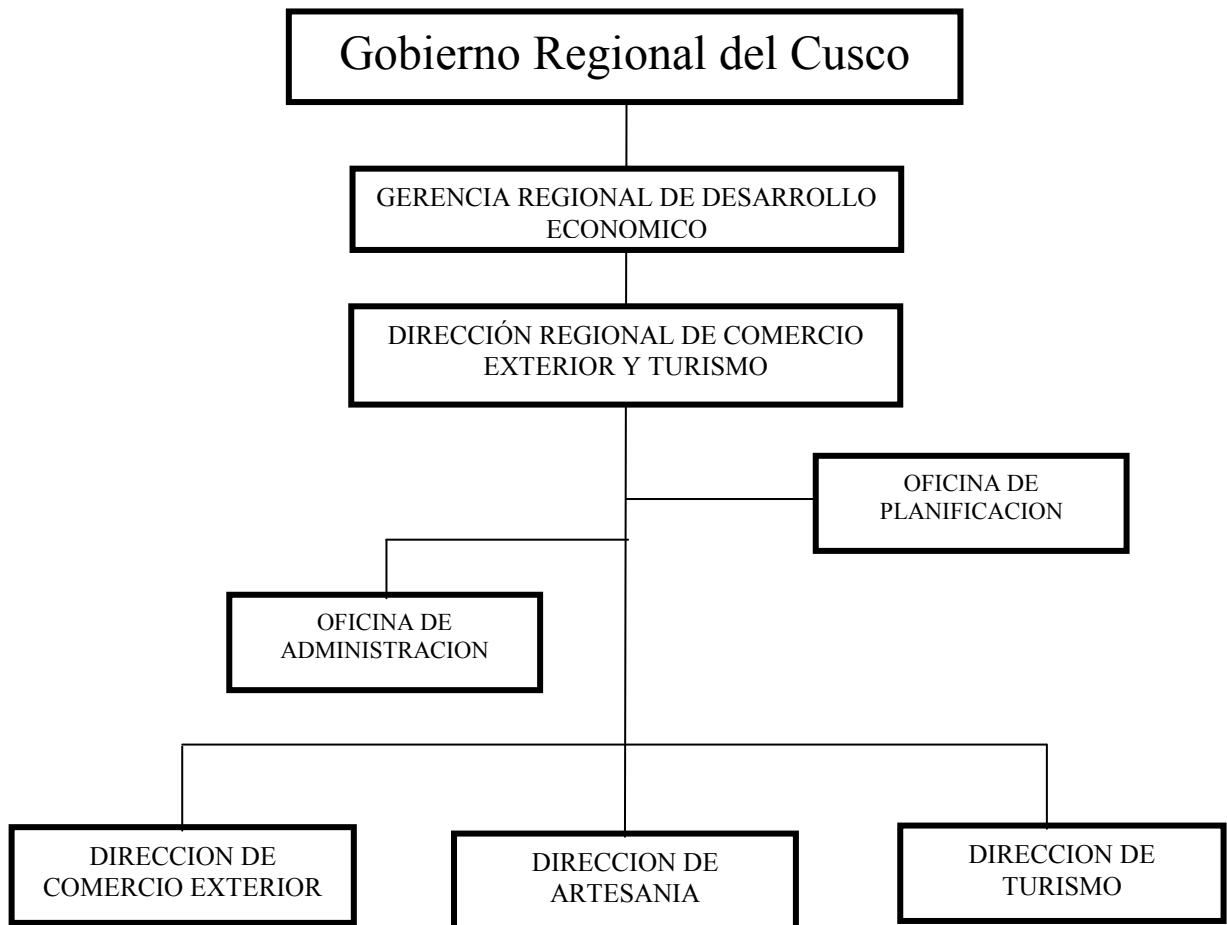 Gobierno Regional del Cusco
GERENCIA REGIONAL DE DESARROLLO
ECONOMICO
DIRECCIÓN REGIONAL DE COMERCIO
EXTERIOR Y TURISMO
OFICINA DE
PLANIFICACION
OFICINA DE
ADMINISTRACION
DIRECCION DE
COMERCIO EXTERIOR
DIRECCION DE
ARTESANIA
DIRECCION DE
TURISMO